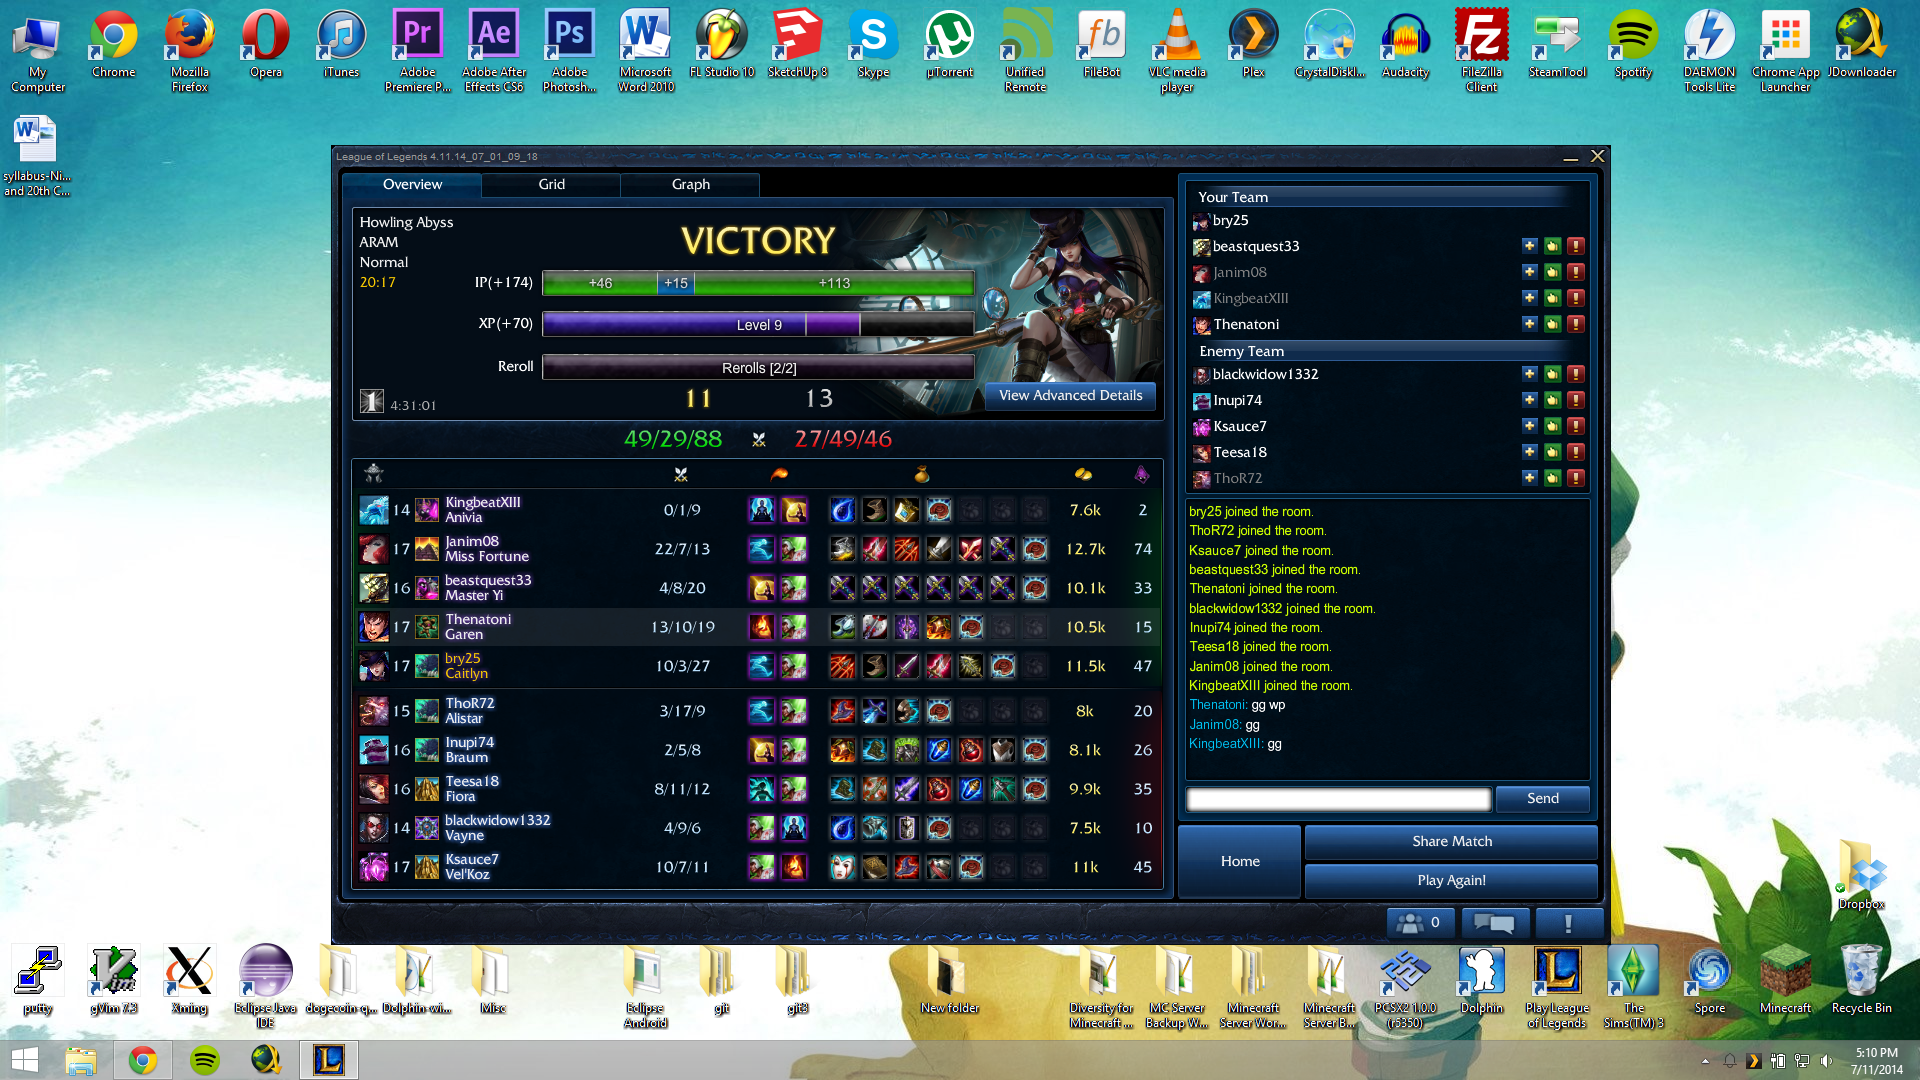 My Computer
Chrome
Mozilla Firefox
Opera
iTunes
Adobe Premiere P...
Adobe After Effects CS6
Adobe Photosh...
Microsoft Word 2010
FL Studio 10
SketchUp 8
Skype
µTorrent
Unified Remote
FileBot
VLC media player
Plex
CrystalDiskI...
Audacity
FileZilla Client
SteamTool
Spotify
DAEMON Tools Lite
Chrome App Launcher
JDownloader
syllabus-Ni... and 20th C...
League of Legends 4.11.14_07_01_09_18
Overview
Grid
Graph
Howling Abyss
ARAM
Normal
20:17
VICTORY
IP(+174)
+46
+15
+113
XP(+70)
Level 9
Reroll
Rerolls [2/2]
1
4:31:01
11
13
View Advanced Details
49/29/88
27/49/46
14 KingbeatXIII Anivia 0/1/9 7.6k 2
17 Janim08 Miss Fortune 22/7/13 12.7k 74
16 beastquest33 Master Yi 4/8/20 10.1k 33
17 Thenatoni Garen 13/10/19 10.5k 15
17 bry25 Caitlyn 10/3/27 11.5k 47
15 ThoR72 Alistar 3/17/9 8k 20
16 Inupi74 Braum 2/5/8 8.1k 26
16 Teesa18 Fiora 8/11/12 9.9k 35
14 blackwidow1332 Vayne 4/9/6 7.5k 10
17 Ksauce7 Vel'Koz 10/7/11 11k 45
Your Team
bry25
beastquest33
Janim08
KingbeatXIII
Thenatoni
Enemy Team
blackwidow1332
Inupi74
Ksauce7
Teesa18
ThoR72
bry25 joined the room.
ThoR72 joined the room.
Ksauce7 joined the room.
beastquest33 joined the room.
Thenatoni joined the room.
blackwidow1332 joined the room.
Inupi74 joined the room.
Teesa18 joined the room.
Janim08 joined the room.
KingbeatXIII joined the room.
Thenatoni: gg wp
Janim08: gg
KingbeatXIII: gg
Send
Home
Share Match
Play Again!
0
Dropbox
putty
gVim 7.3
Xming
Eclipse Java IDE
dogecoin-q...
Dolphin-wi...
Misc
Eclipse Android
git
git3
New folder
Diversity for Minecraft ...
MC Server Backup W...
Minecraft Server Wor...
Minecraft Server B...
PCSX2 1.0.0 (r5350)
Dolphin
Play League of Legends
The Sims(TM) 3
Spore
Minecraft
Recycle Bin
5:10 PM
7/11/2014